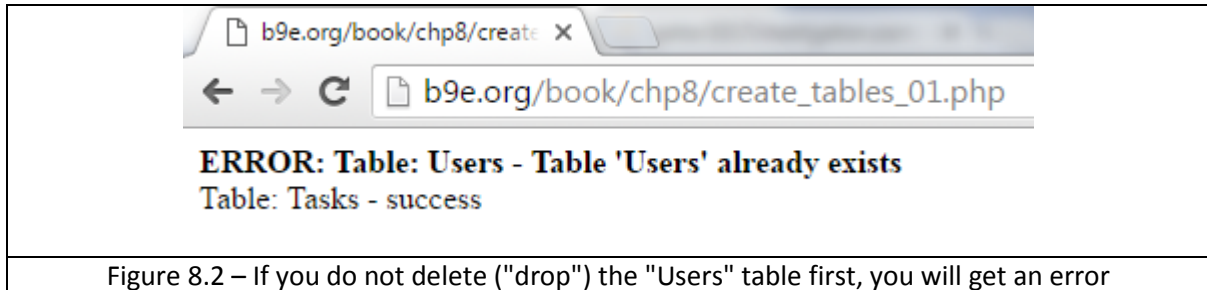 b9e.org/book/chp8/create
b9e.org/book/chp8/create_tables_01.php
ERROR: Table: Users - Table 'Users' already exists
Table: Tasks - success
Figure 8.2 – If you do not delete ("drop") the "Users" table first, you will get an error